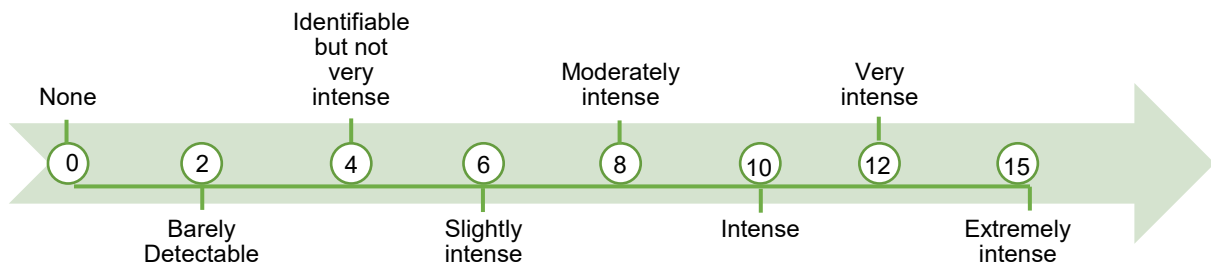 Identifiable
but not
very
intense
None
Moderately
intense
Very
intense
0
2
4
6
8
10
12
15
Barely
Detectable
Slightly
intense
Intense
Extremely
intense